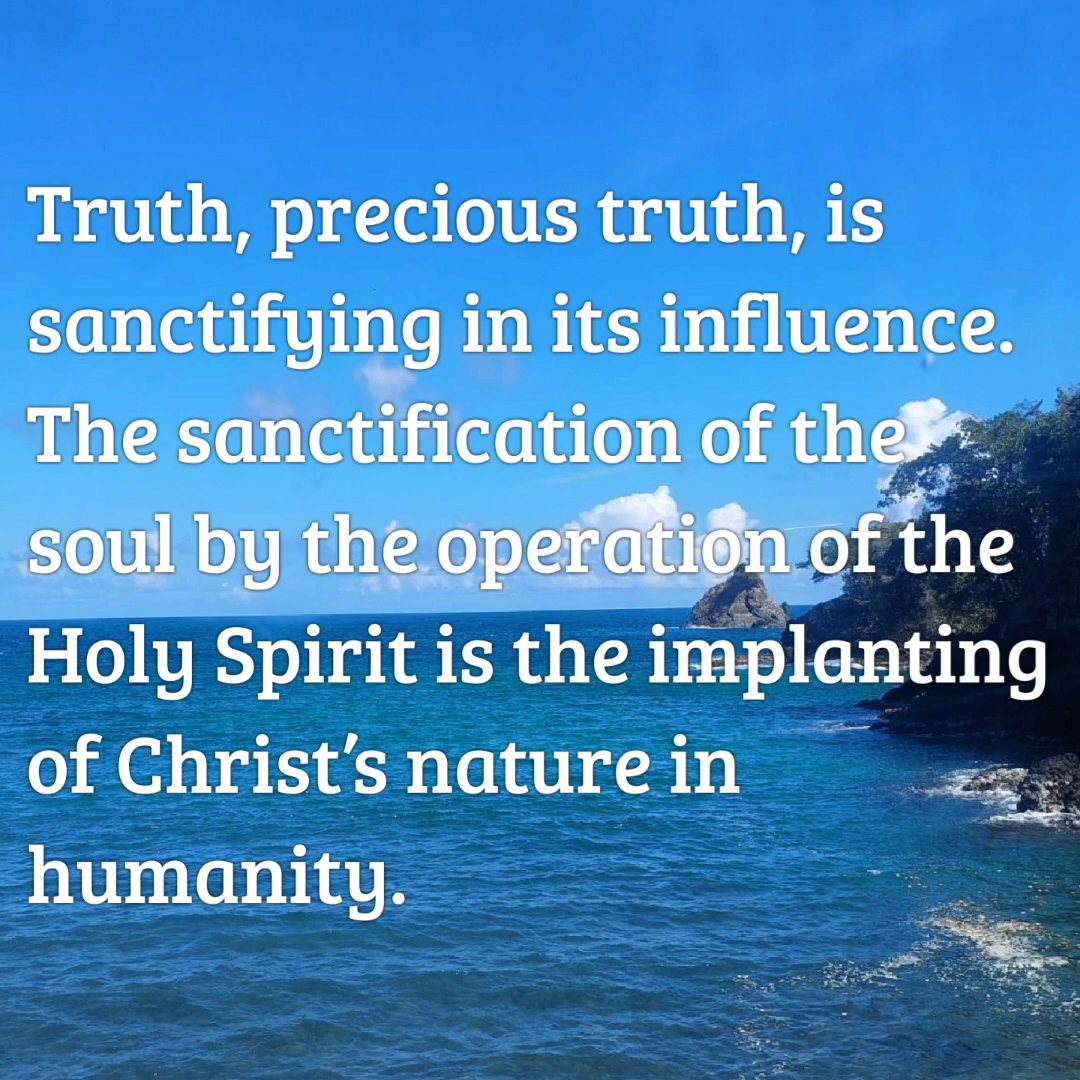 Truth, precious truth, is
sanctifying in its influence.
The sanctification of the
soul by the operation of the
Holy Spirit is the implanting
of Christ’s nature in
humanity.